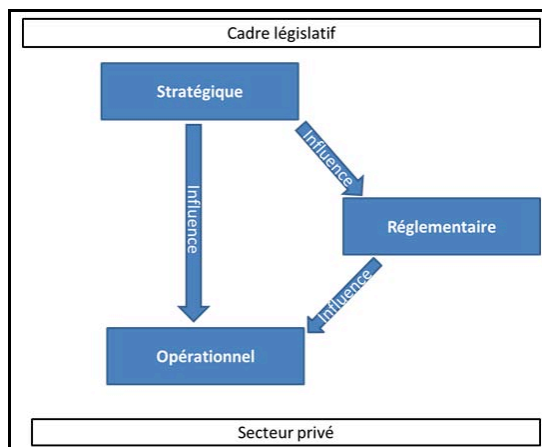 Cadre législatif
Stratégique
Influence
Influence
Réglementaire
Influence
Opérationnel
Secteur privé